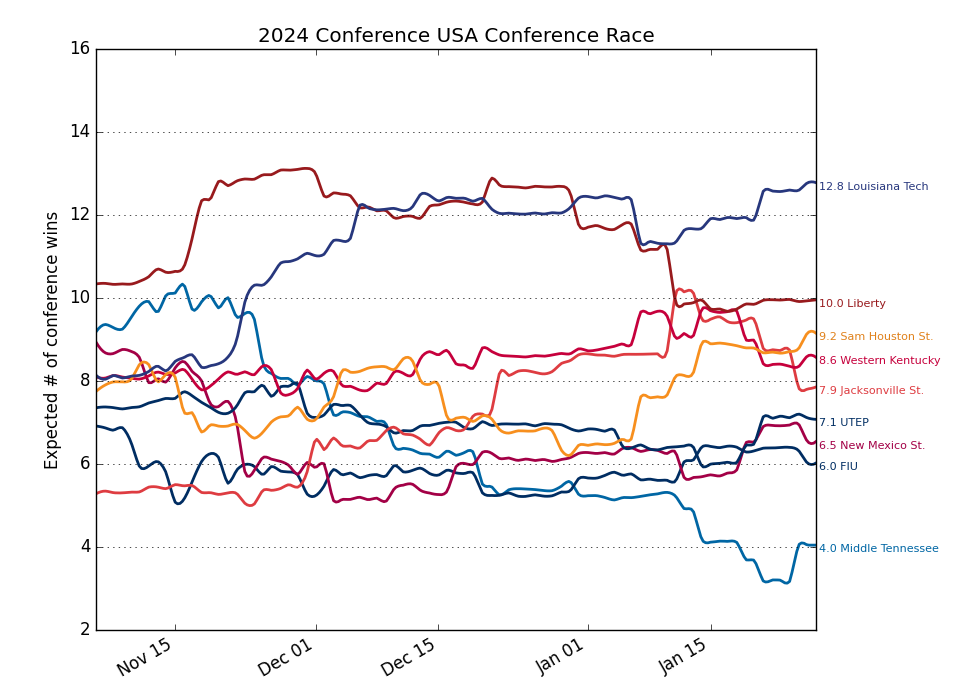 2024 Conference USA Conference Race
Expected # of conference wins
16
14
12
10
8
6
4
2
Nov 15
Dec 01
Dec 15
Jan 01
Jan 15
12.8 Louisiana Tech
10.0 Liberty
9.2 Sam Houston St.
8.6 Western Kentucky
7.9 Jacksonville St.
7.1 UTEP
6.5 New Mexico St.
6.0 FIU
4.0 Middle Tennessee